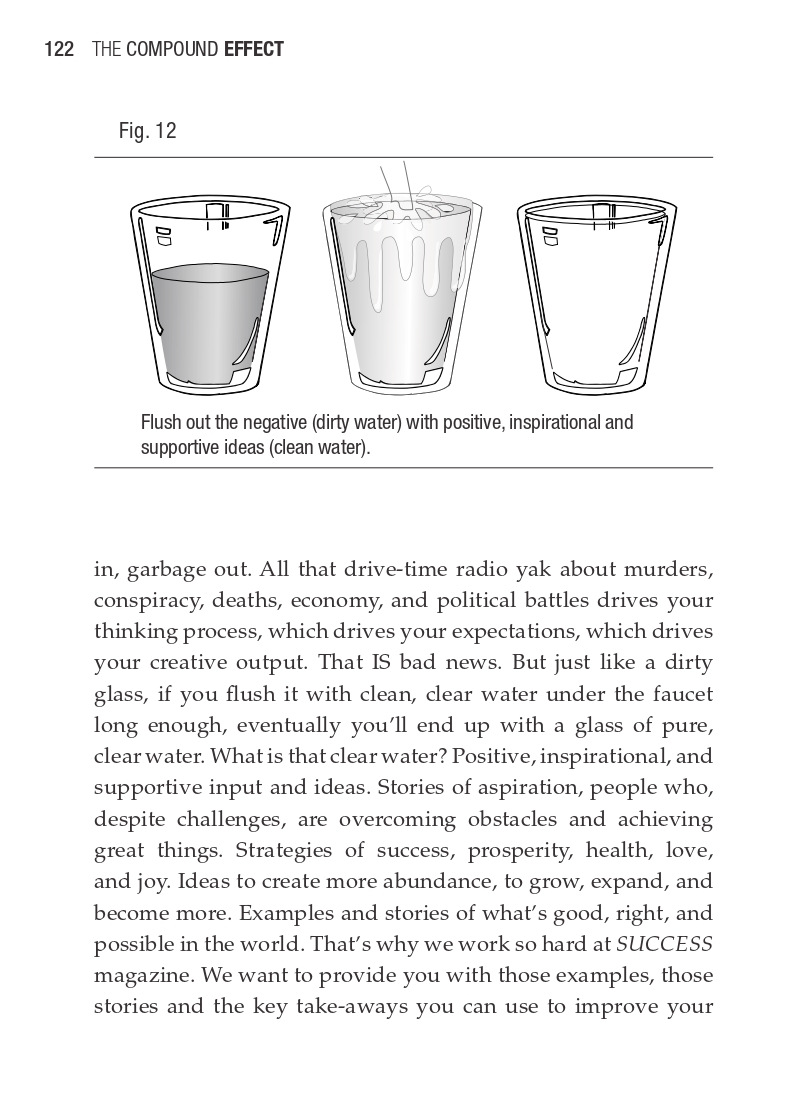 122 THE COMPOUND EFFECT
Fig. 12
Flush out the negative (dirty water) with positive, inspirational and
supportive ideas (clean water).
in, garbage out. All that drive-time radio yak about murders,
conspiracy, deaths, economy, and political battles drives your
thinking process, which drives your expectations, which drives
your creative output. That IS bad news. But just like a dirty
glass, if you flush it with clean, clear water under the faucet
long enough, eventually you’ll end up with a glass of pure,
clear water. What is that clear water? Positive, inspirational, and
supportive input and ideas. Stories of aspiration, people who,
despite challenges, are overcoming obstacles and achieving
great things. Strategies of success, prosperity, health, love,
and joy. Ideas to create more abundance, to grow, expand, and
become more. Examples and stories of what’s good, right, and
possible in the world. That’s why we work so hard at SUCCESS
magazine. We want to provide you with those examples, those
stories and the key take-aways you can use to improve your